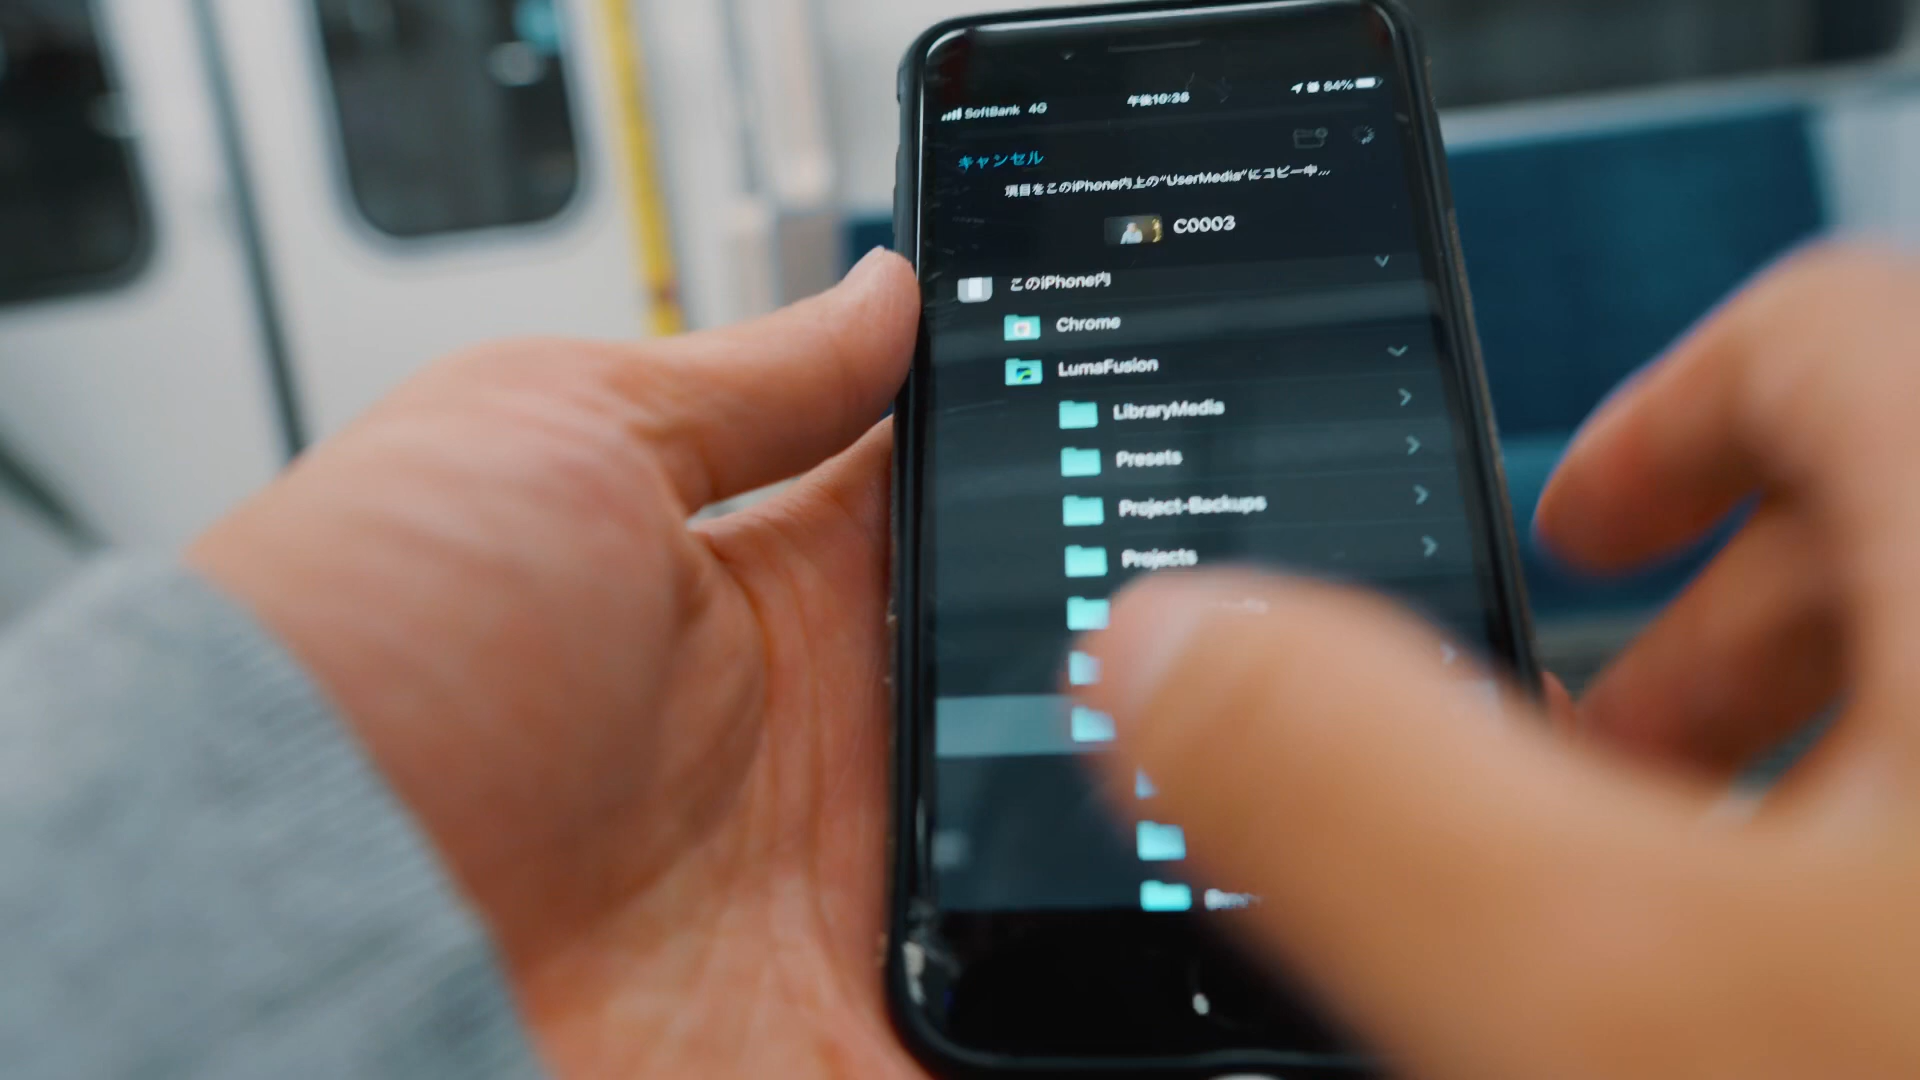 SoftBank 4G 午後10:36 84%
キャンセル
項目をこのiPhone内上の"UserMedia"にコピー中...
C0003
このiPhone内
Chrome
LumaFusion
LibraryMedia
Presets
Project-Backups
Projects